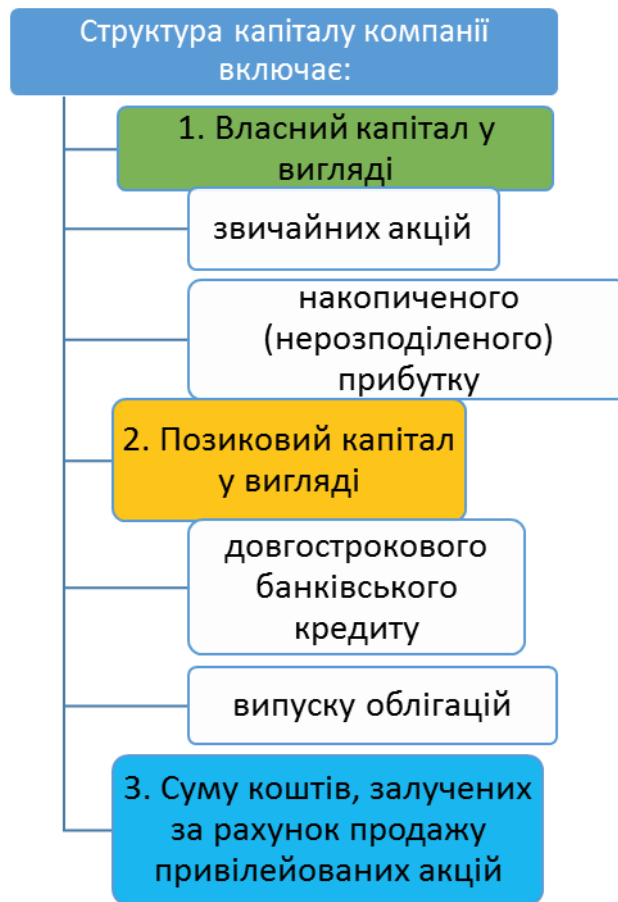 Структура капіталу компанії
включає:
1. Власний капітал у
вигляді
звичайних акцій
накопиченого
(нерозподіленого)
прибутку
2. Позиковий капітал
у вигляді
довгострокового
банківського
кредиту
випуску облігацій
3. Суму коштів, залучених
за рахунок продажу
привілейованих акцій